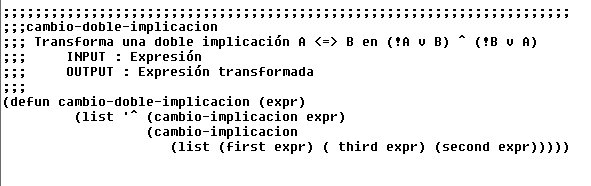 ;;;;;;;;;;;;;;;;;;;;;;;;;;;;;;;;;;;;;;;;;;;;;;;;;;;;;;;;;;;;;;;;;;;;;;;
;;;cambio-doble-implicacion
;;; Transforma una doble implicación A <=> B en (!A v B) ^ (!B v A)
;;;     INPUT : Expresión
;;;     OUTPUT : Expresión transformada
;;;
(defun cambio-doble-implicacion (expr)
         (list '^ (cambio-implicacion expr)
                  (cambio-implicacion
                     (list (first expr) ( third expr) (second expr)))))